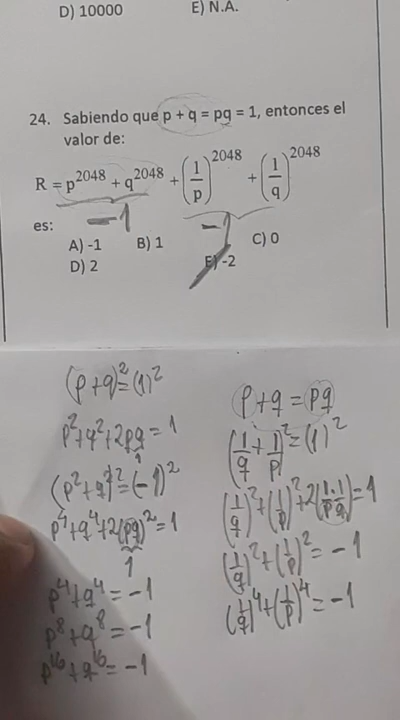 D) 10000 E) N.A.
24. Sabiendo que p + q = pq = 1, entonces el
valor de:
R = p^2048 + q^2048 + (1/p)^2048 + (1/q)^2048
-1 -1
es:
A) -1 B) 1 C) 0
D) 2 E) -2
(p+q)^2=(1)^2
p^2+q^2+2pq=1
1
(p^2+q^2)^2=(-1)^2
p^4+q^4+2(pq)^2=1
1
p^4+q^4=-1
p^8+q^8=-1
p^16+q^16=-1
p+q=pq
(1/q+1/p)^2=(1)^2
(1/q)^2+(1/p)^2+2(1/p·1/q)=1
(1/q)^2+(1/p)^2=-1
(1/q)^4+(1/p)^4=-1